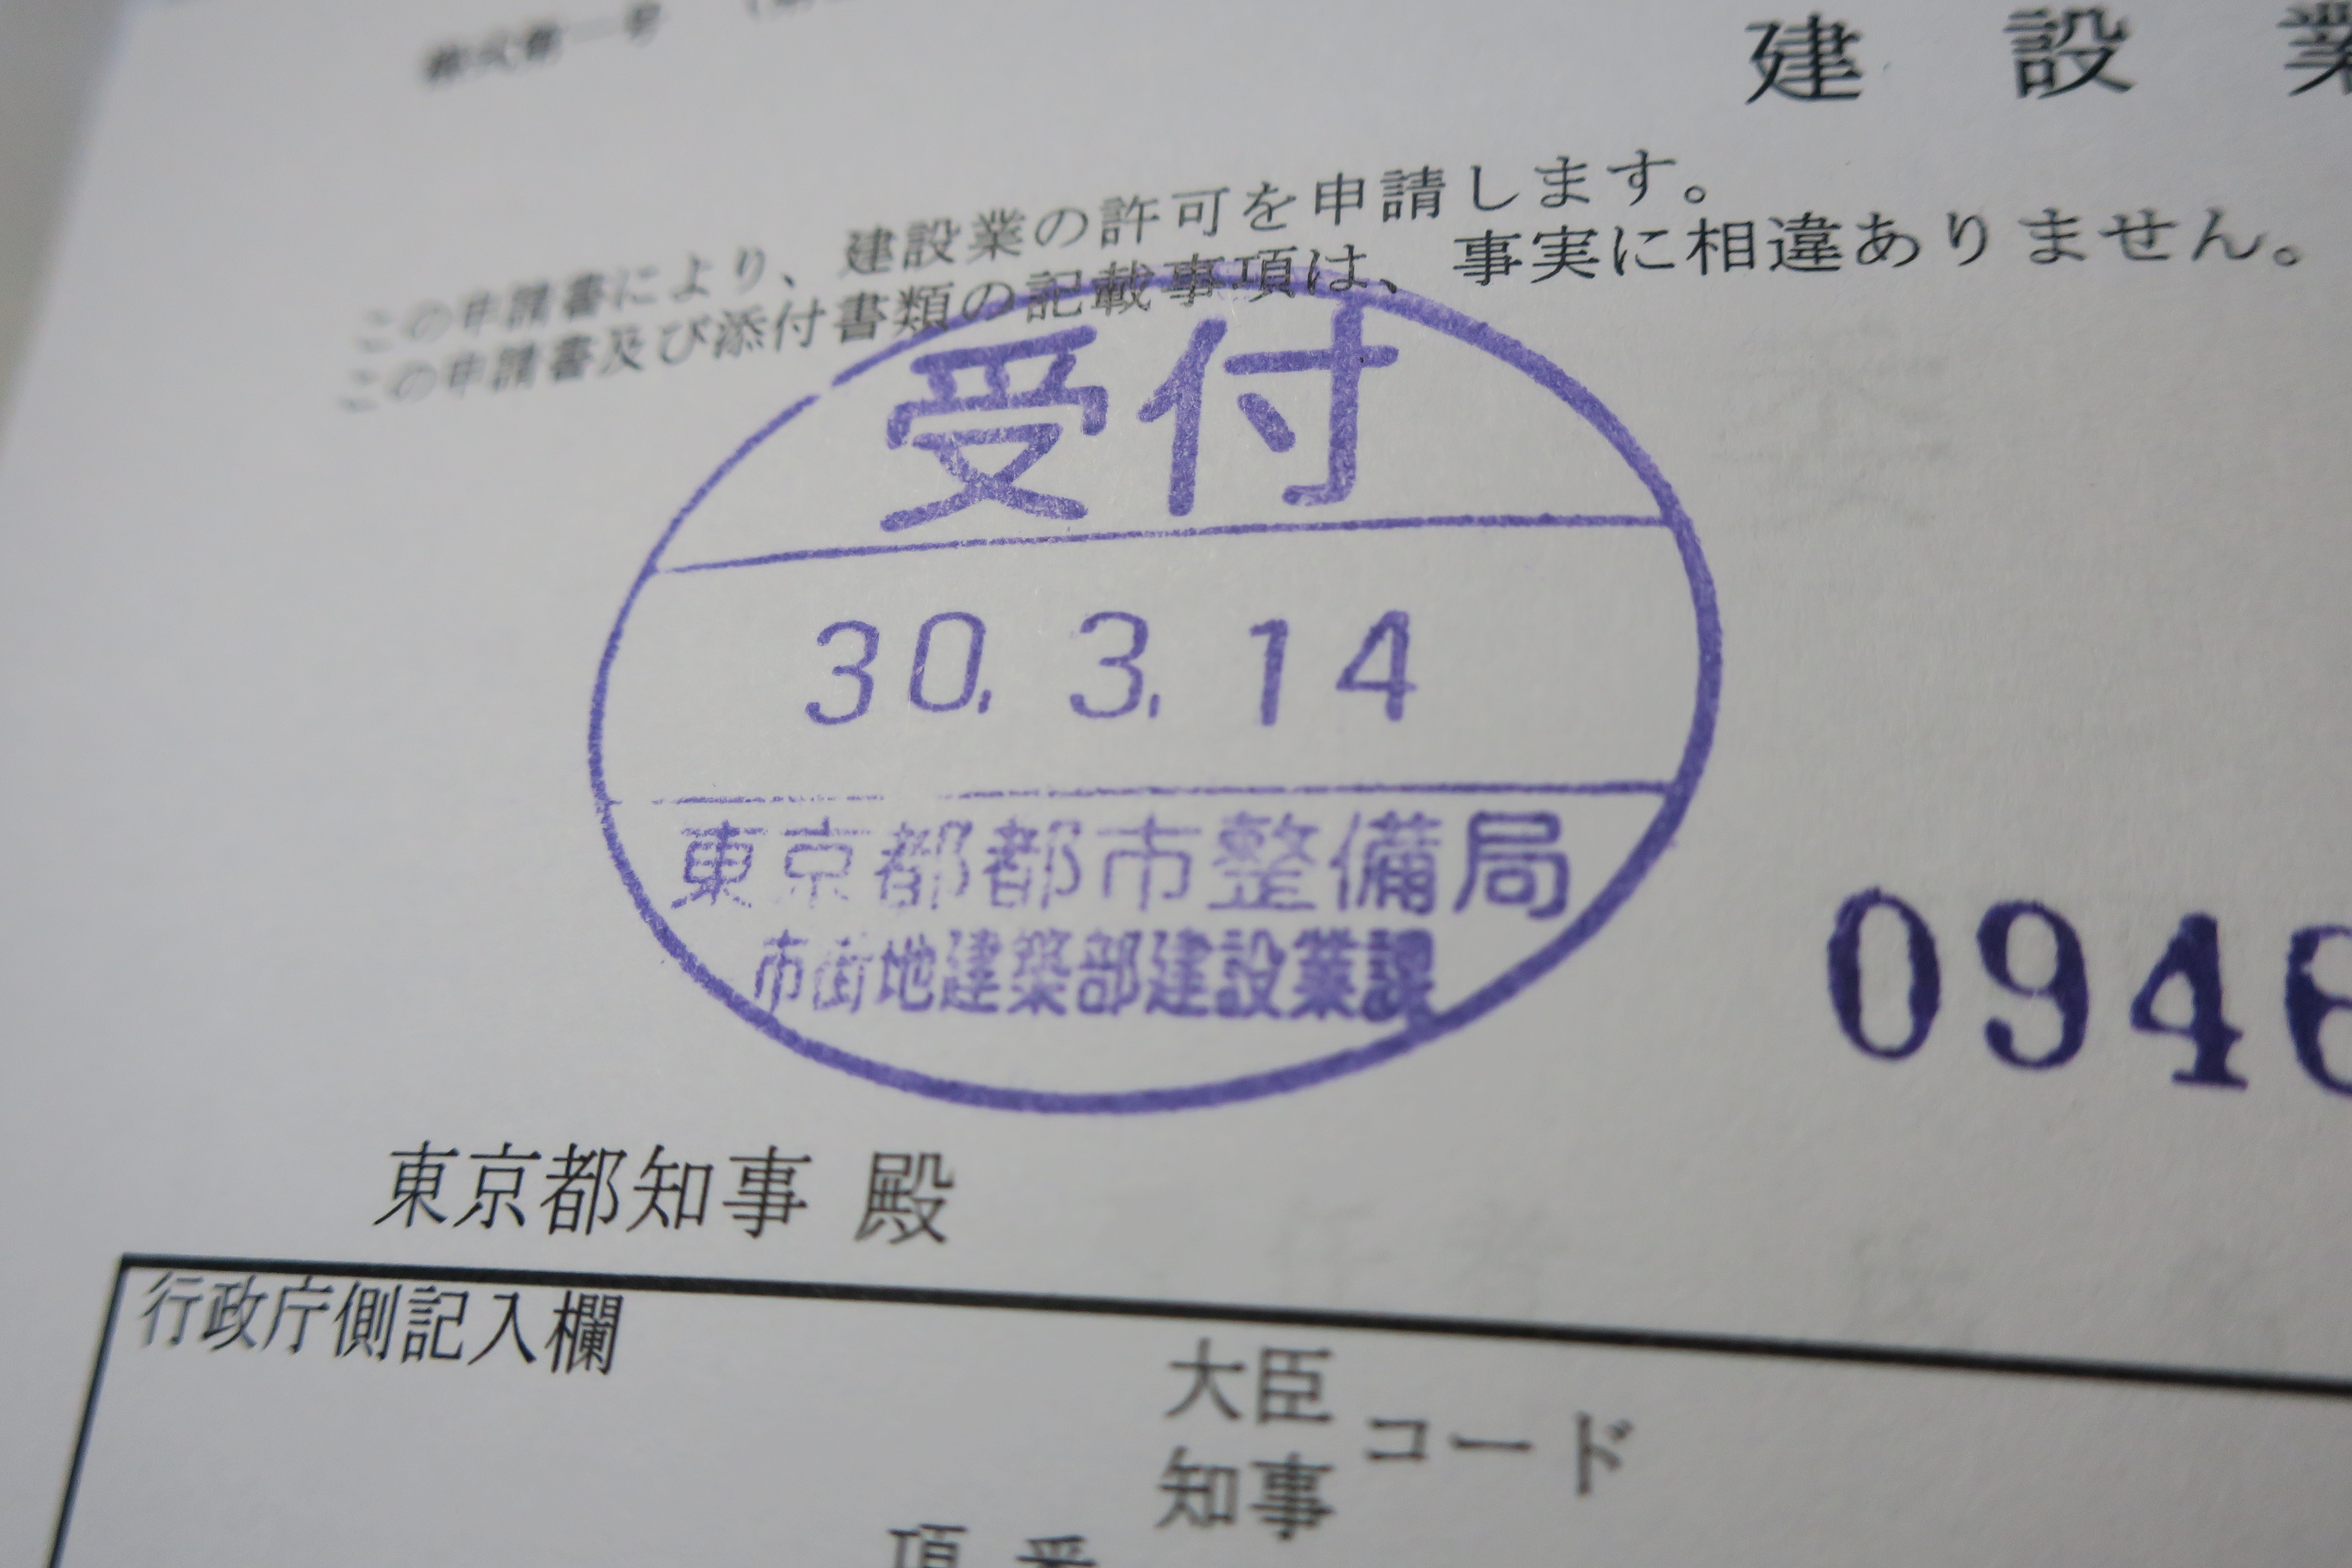 建設業
この申請書により、建設業の許可を申請します。
この申請書及び添付書類の記載事項は、事実に相違ありません。
受付
30.3.14
東京都都市整備局
市街地建築部建設業課
0946
東京都知事 殿
行政庁側記入欄
大臣
知事
コード
項番